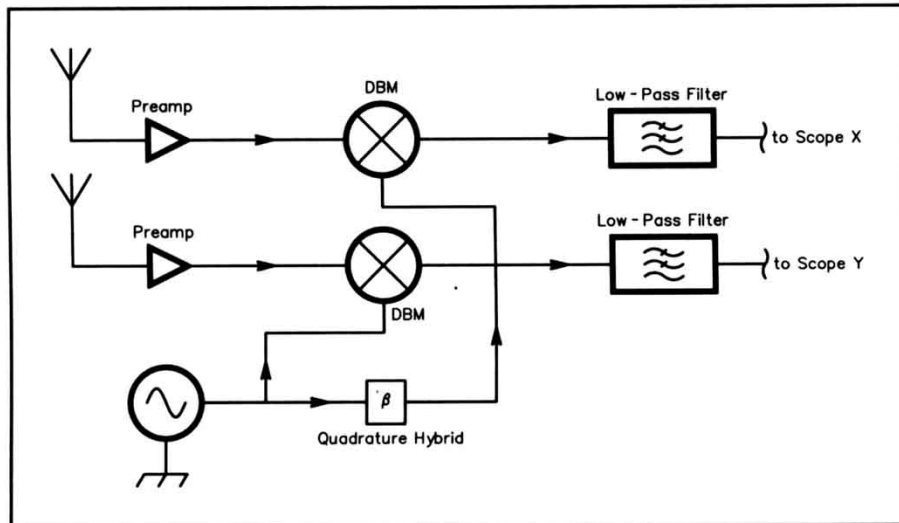 DBM
Low-Pass Filter
Preamp
to Scope X
Low-Pass Filter
Preamp
to Scope Y
DBM
β
Quadrature Hybrid